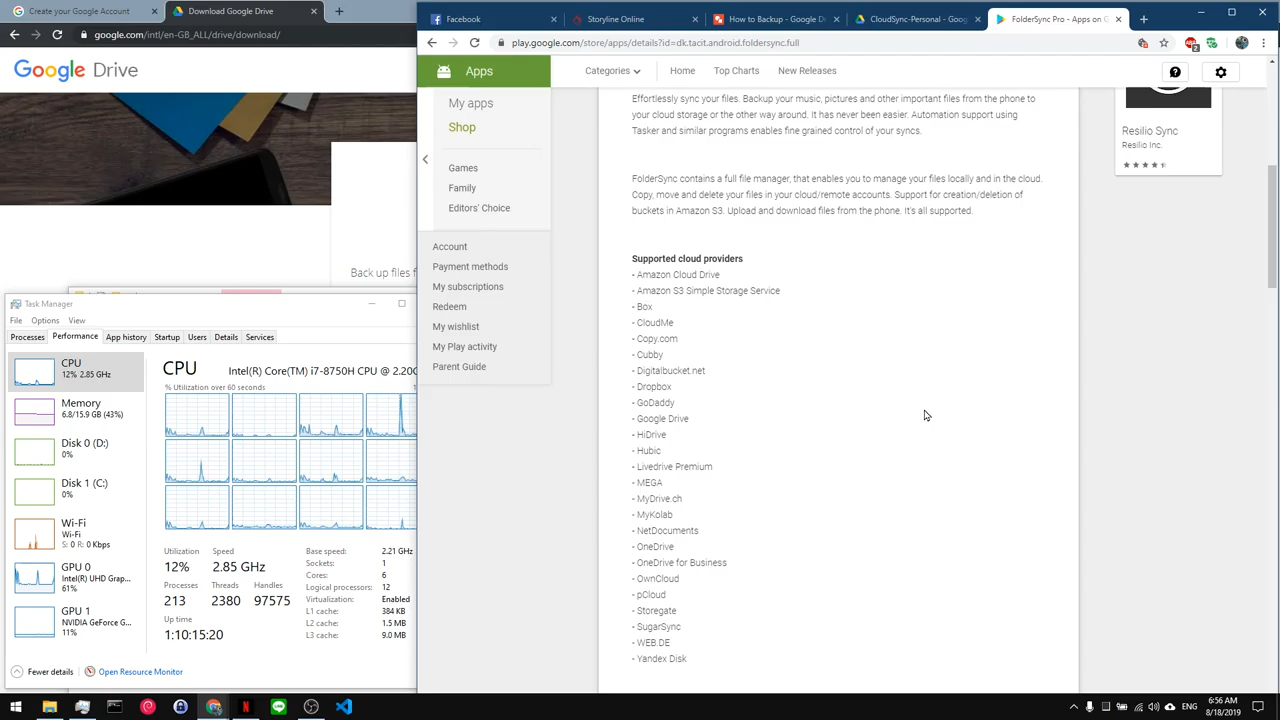 Create your Google Account
Download Google Drive
google.com/intl/en-GB_ALL/drive/download/
Google Drive
Back up files f
Task Manager
File Options View
Processes Performance App history Startup Users Details Services
CPU
12% 2.85 GHz
Memory
6.8/15.9 GB (43%)
Disk 0 (D:)
0%
Disk 1 (C:)
0%
Wi-Fi
Wi-Fi
S: 0 R: 0 Kbps
GPU 0
Intel(R) UHD Grap...
61%
GPU 1
NVIDIA GeForce G...
11%
CPU Intel(R) Core(TM) i7-8750H CPU @ 2.20G
% Utilization over 60 seconds 1
Utilization Speed
12% 2.85 GHz
Processes Threads Handles
213 2380 97575
Up time
1:10:15:20
Base speed: 2.21 GHz
Sockets: 1
Cores: 6
Logical processors: 12
Virtualization: Enabled
L1 cache: 384 KB
L2 cache: 1.5 MB
L3 cache: 9.0 MB
Fewer details Open Resource Monitor
Facebook
Storyline Online
How to Backup - Google D
CloudSync-Personal - Goog
FolderSync Pro - Apps on G
play.google.com/store/apps/details?id=dk.tacit.android.foldersync.full
2
Apps
Categories Home Top Charts New Releases
My apps
Shop
Games
Family
Editors' Choice
Account
Payment methods
My subscriptions
Redeem
My wishlist
My Play activity
Parent Guide
Effortlessly sync your files. Backup your music, pictures and other important files from the phone to
your cloud storage or the other way around. It has never been easier. Automation support using
Tasker and similar programs enables fine grained control of your syncs.
FolderSync contains a full file manager, that enables you to manage your files locally and in the cloud.
Copy, move and delete your files in your cloud/remote accounts. Support for creation/deletion of
buckets in Amazon S3. Upload and download files from the phone. It's all supported.
Supported cloud providers
- Amazon Cloud Drive
- Amazon S3 Simple Storage Service
- Box
- CloudMe
- Copy.com
- Cubby
- Digitalbucket.net
- Dropbox
- GoDaddy
- Google Drive
- HiDrive
- Hubic
- Livedrive Premium
- MEGA
- MyDrive.ch
- MyKolab
- NetDocuments
- OneDrive
- OneDrive for Business
- OwnCloud
- pCloud
- Storegate
- SugarSync
- WEB.DE
- Yandex Disk
Resilio Sync
Resilio Inc.
ENG
6:56 AM
8/18/2019